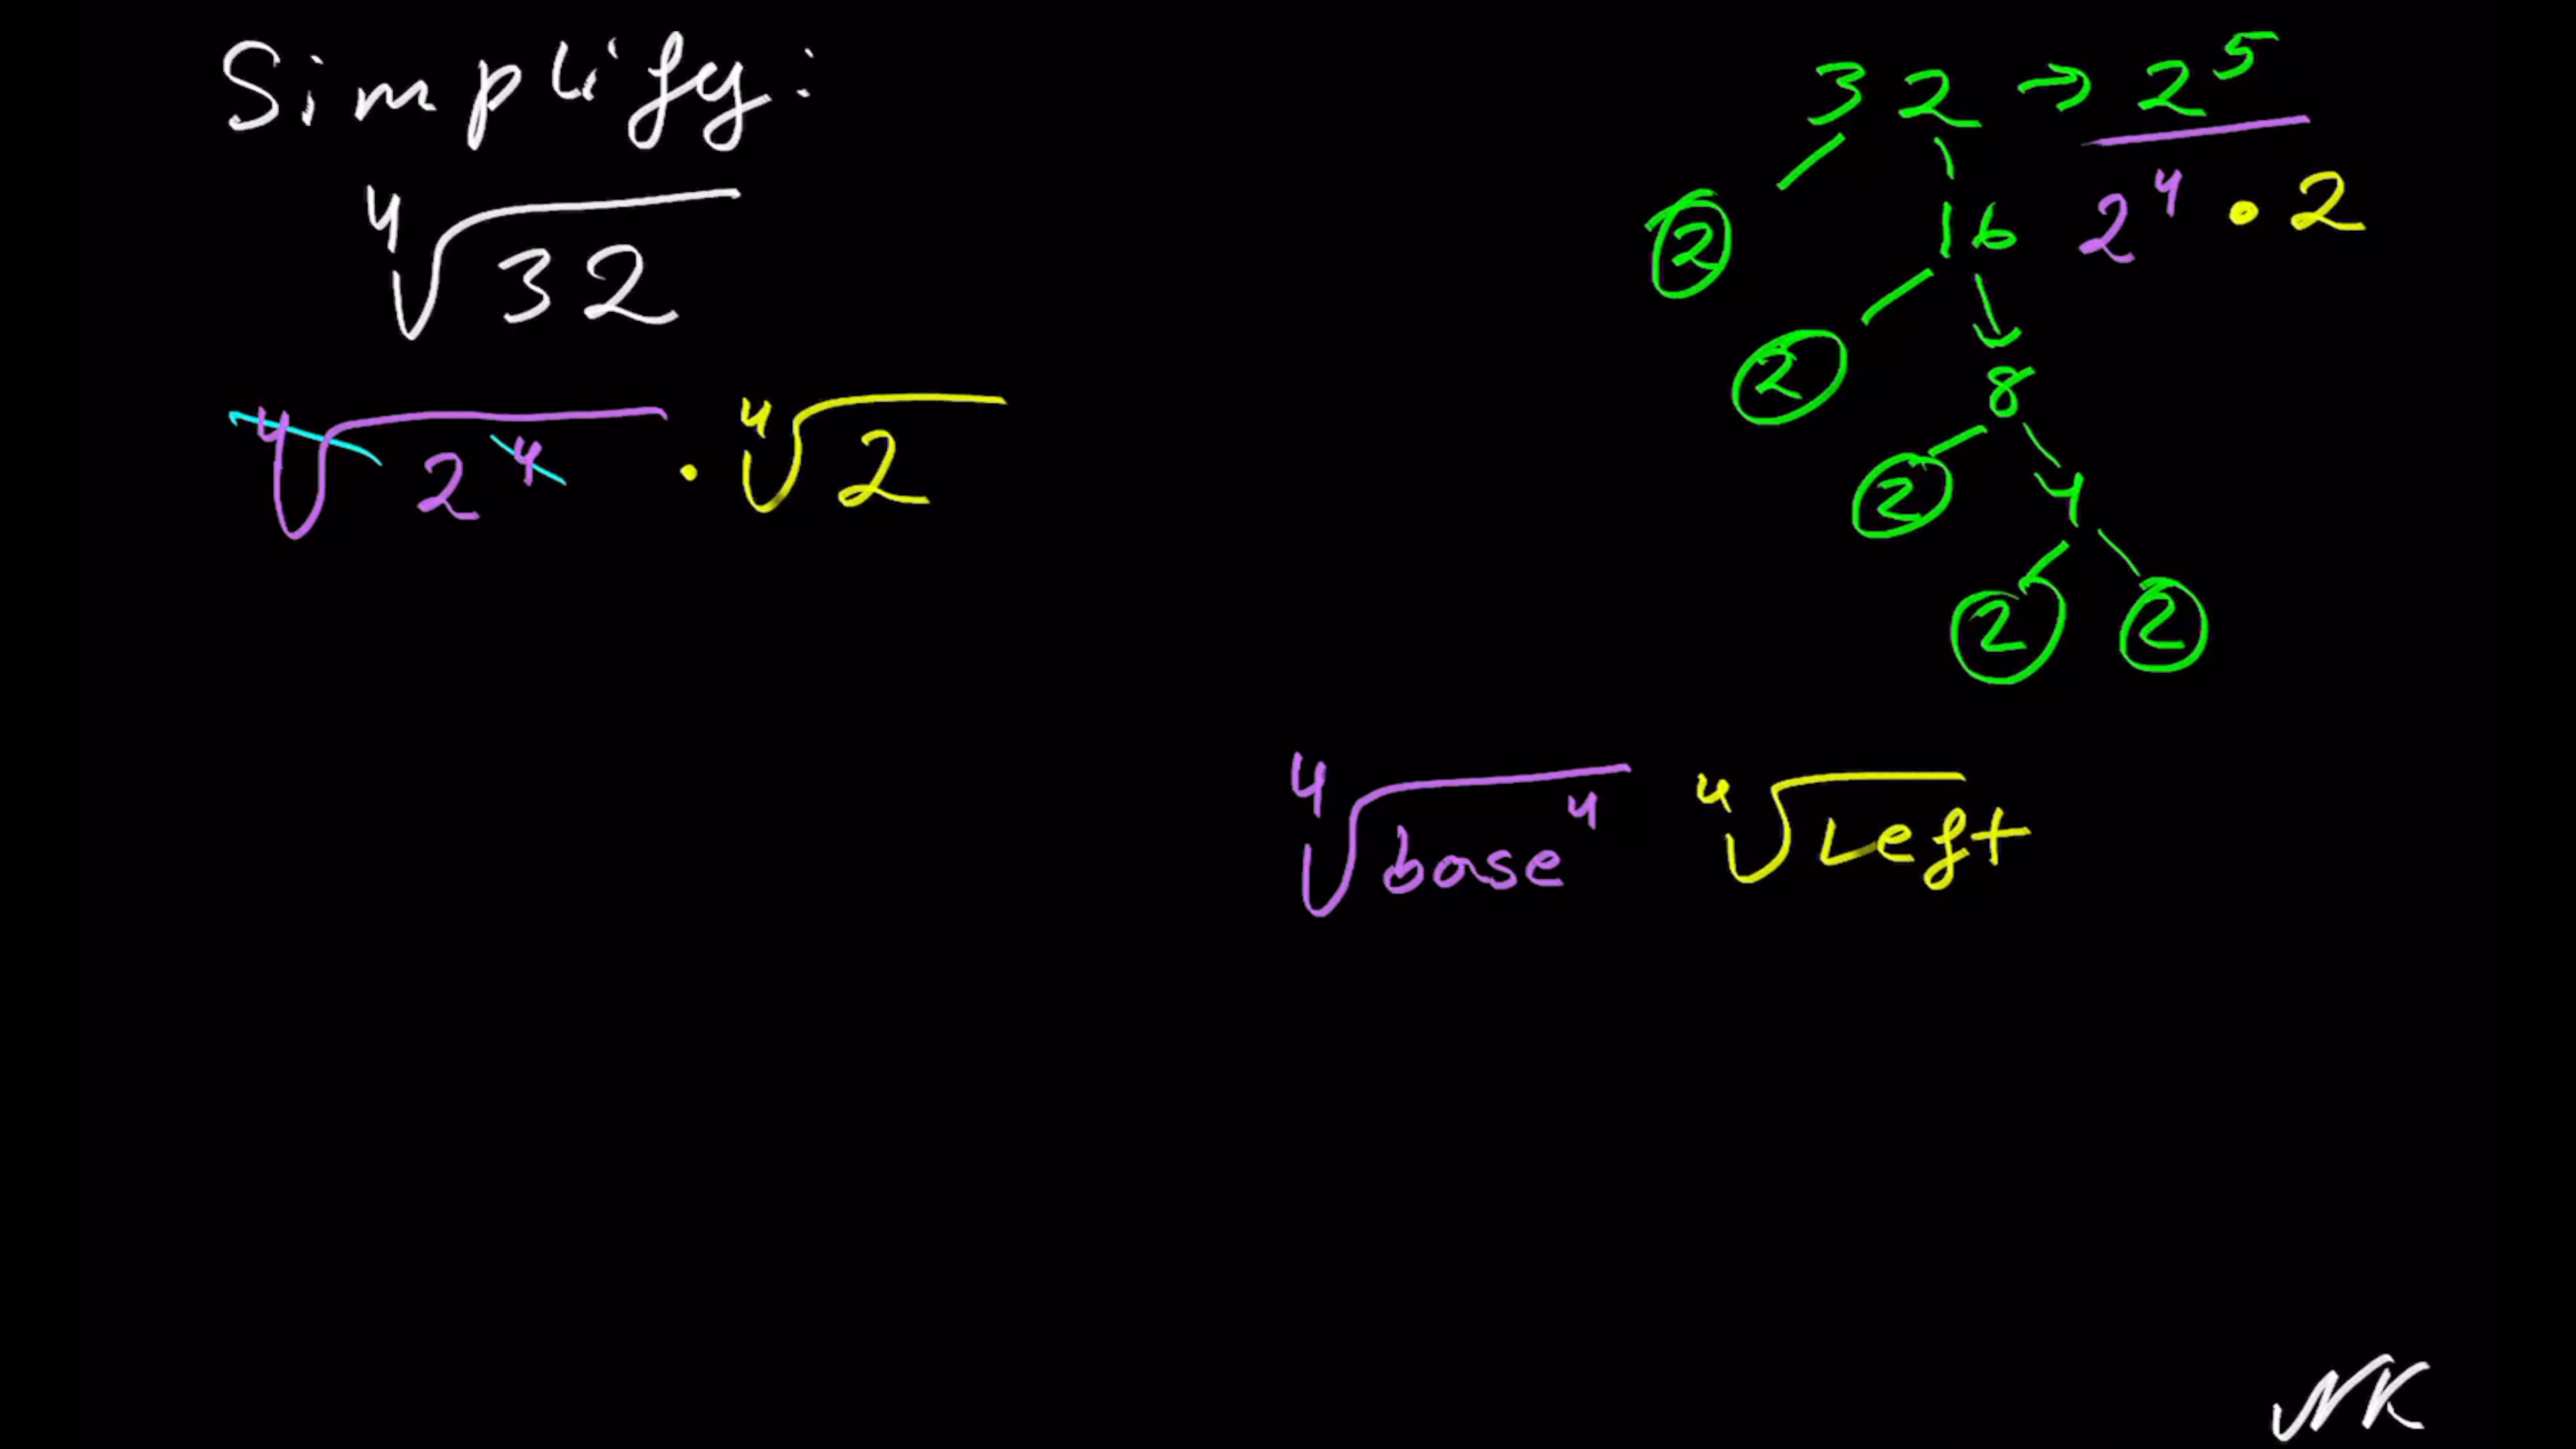 Simplify:
⁴√32
⁴√2⁴ · ⁴√2
32 → 2⁵
2⁴ · 2
2 16
2 8
2 4
2 2
⁴√base⁴ ⁴√Left
NK